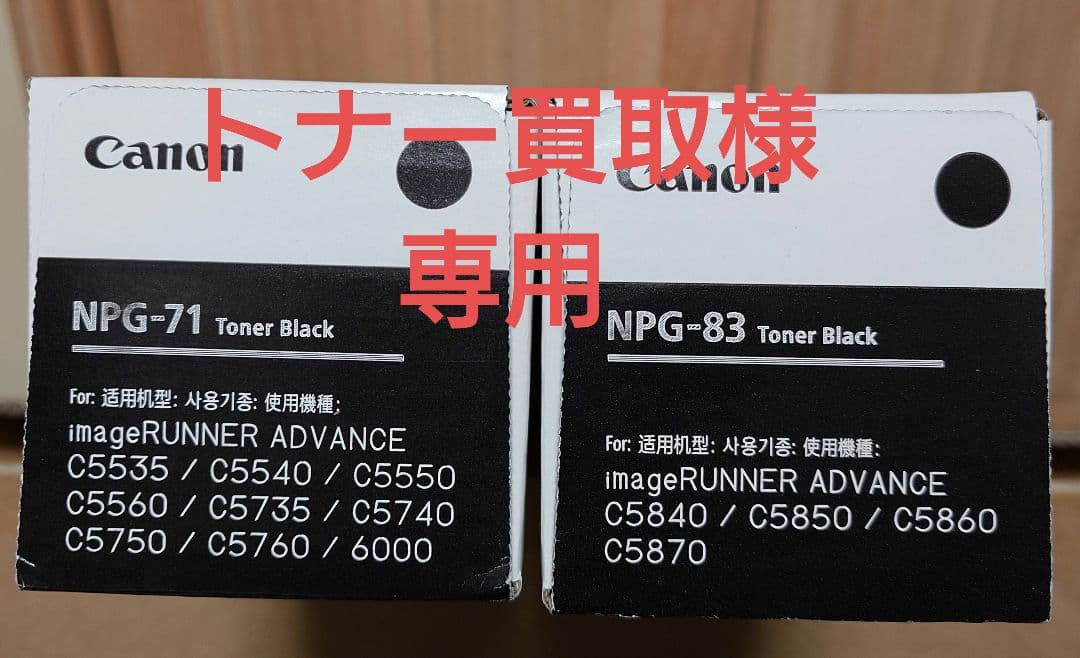 トナー買取様
専用
Canon
NPG-71 Toner Black
For: 适用机型: 사용기종: 使用機種:
imageRUNNER ADVANCE
C5535 / C5540 / C5550
C5560 / C5735 / C5740
C5750 / C5760 / 6000
Canon
NPG-83 Toner Black
For: 适用机型: 사용기종: 使用機種:
imageRUNNER ADVANCE
C5840 / C5850 / C5860
C5870